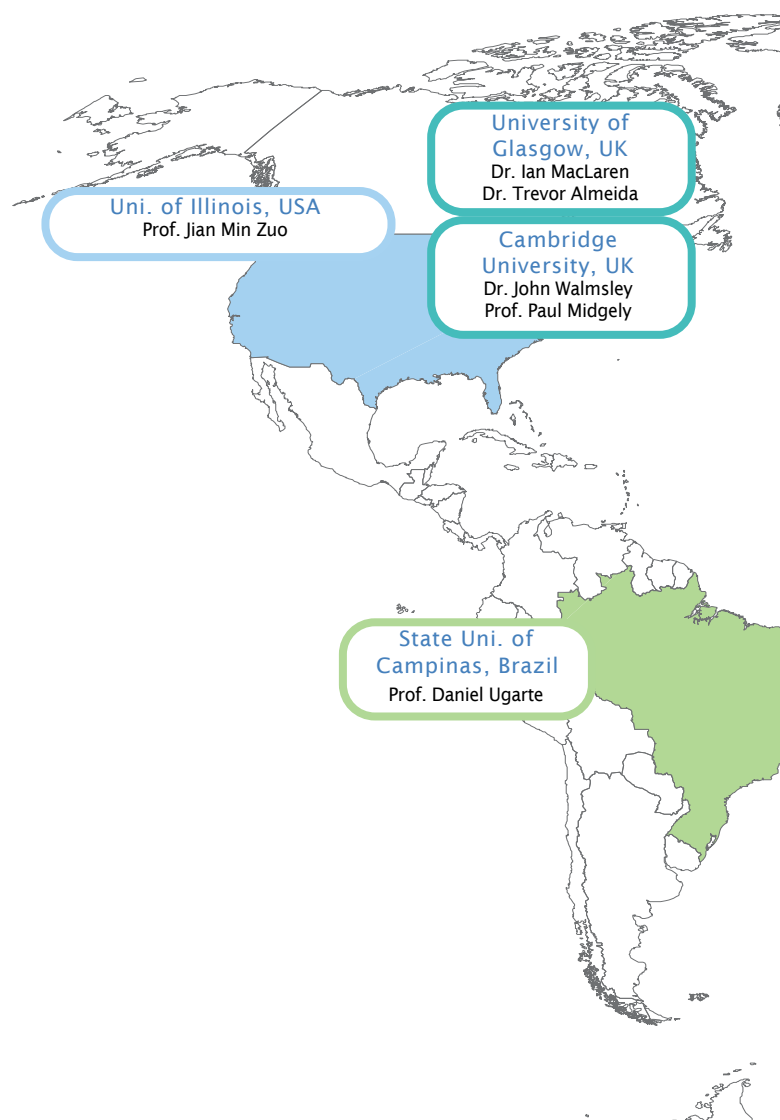 University of
Glasgow, UK
Dr. Ian MacLaren
Dr. Trevor Almeida
Uni. of Illinois, USA
Prof. Jian Min Zuo
Cambridge
University, UK
Dr. John Walmsley
Prof. Paul Midgely
State Uni. of
Campinas, Brazil
Prof. Daniel Ugarte